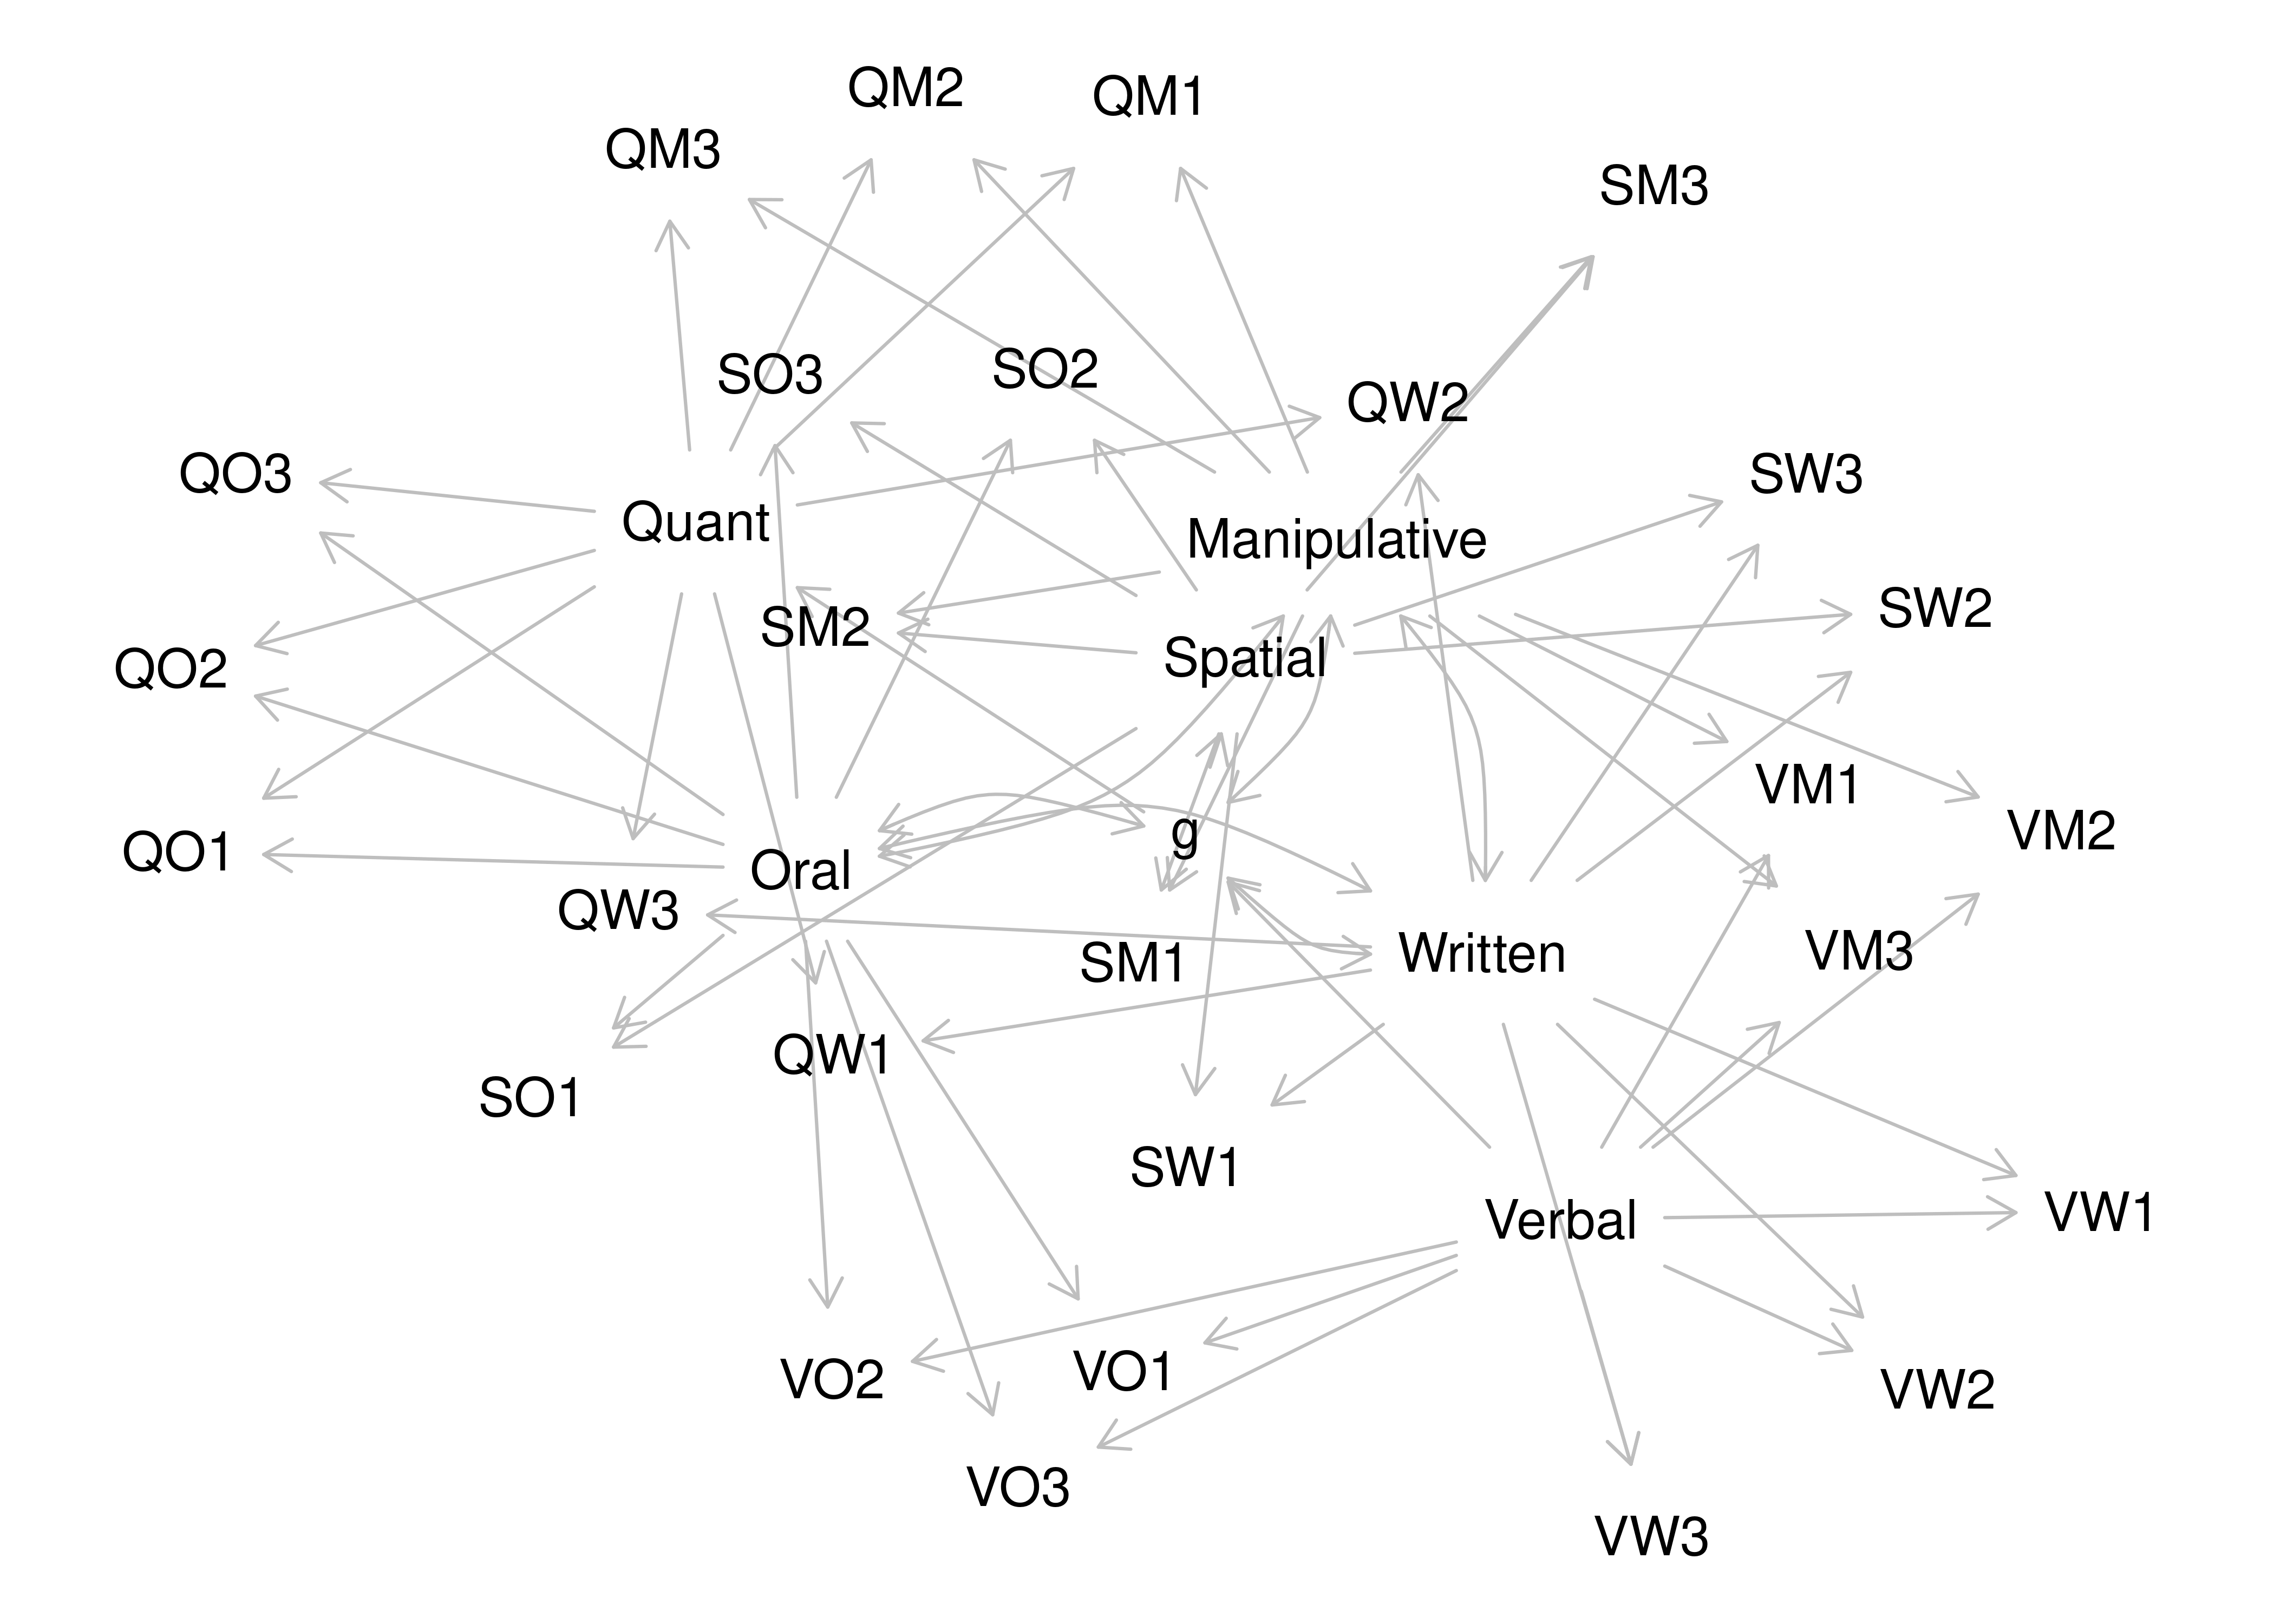 QM2
QM1
QM3
SM3
SO3
SO2
QW2
QO3
SW3
Quant
Manipulative
SM2
SW2
QO2
Spatial
VM1
g
VM2
QO1
Oral
QW3
SM1
Written
VM3
QW1
SO1
SW1
Verbal
VW1
VO2
VO1
VW2
VO3
VW3